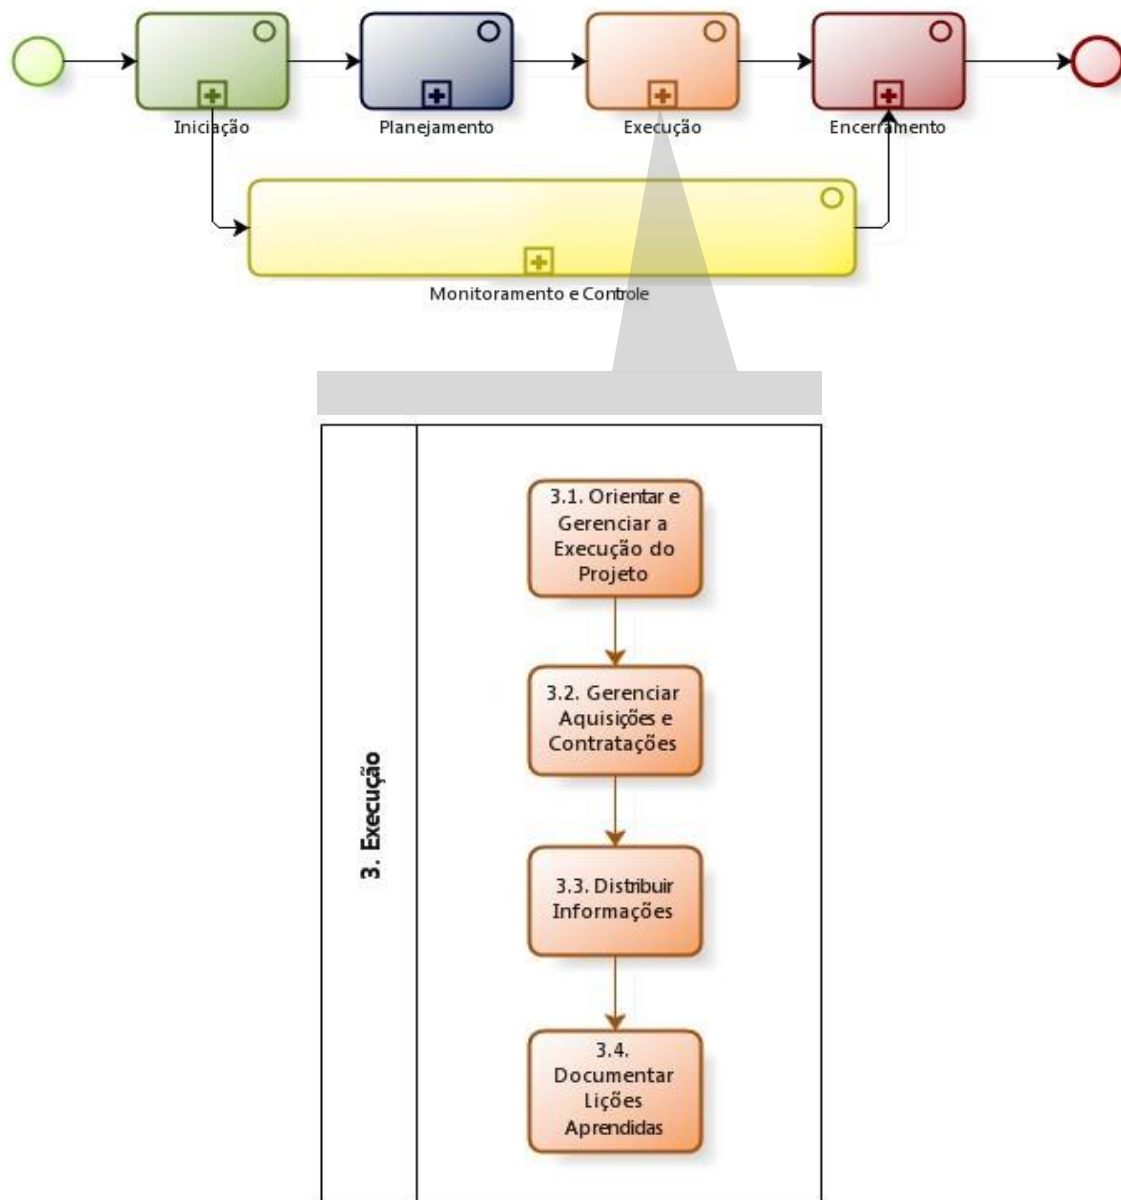 Iniciação
Planejamento
Execução
Encerramento
Monitoramento e Controle
3. Execução
3.1. Orientar e
Gerenciar a
Execução do
Projeto
3.2. Gerenciar
Aquisições e
Contratações
3.3. Distribuir
Informações
3.4.
Documentar
Lições
Aprendidas